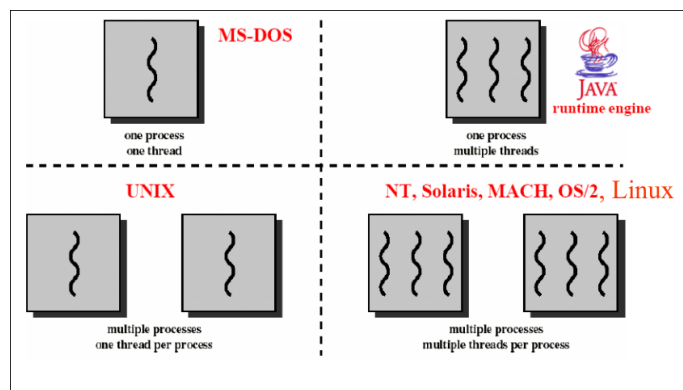 MS-DOS
one process
one thread
JAVA
runtime engine
one process
multiple threads
UNIX
multiple processes
one thread per process
NT, Solaris, MACH, OS/2, Linux
multiple processes
multiple threads per process